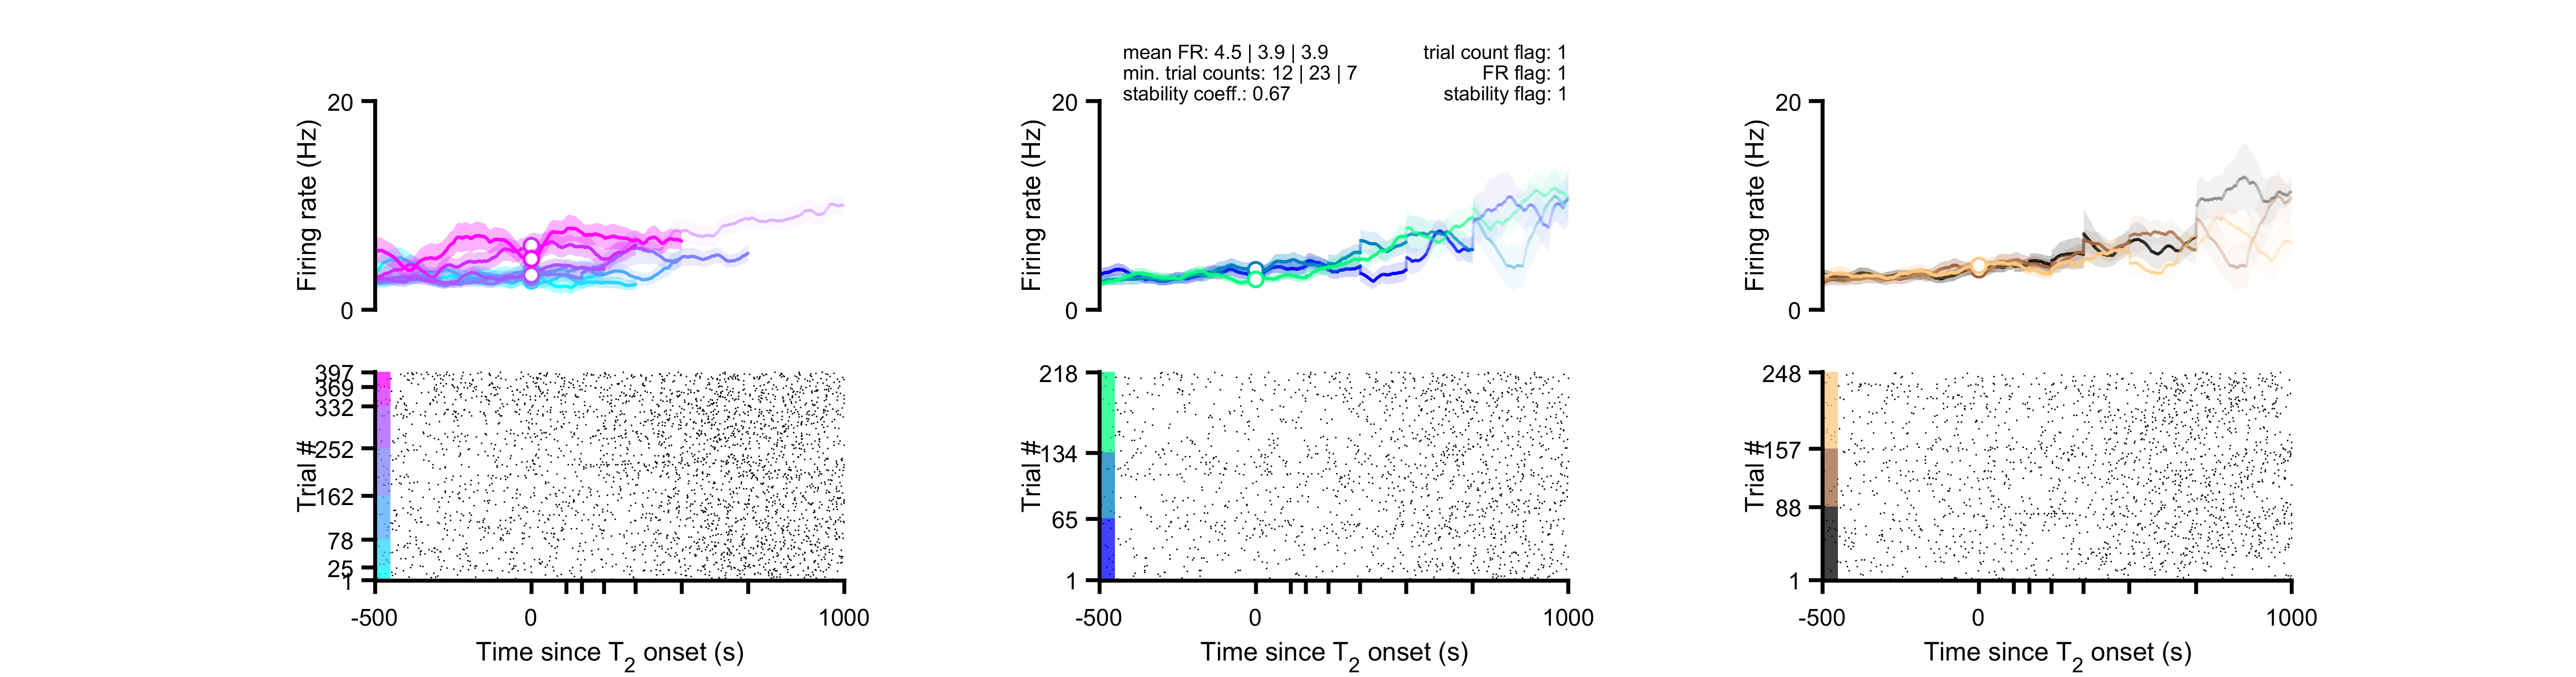 mean FR: 4.5 | 3.9 | 3.9
min. trial counts: 12 | 23 | 7
stability coeff.: 0.67
trial count flag: 1
FR flag: 1
stability flag: 1
20
Firing rate (Hz)
0
397
369
332
252
162
78
25
1
Trial #
-500
0
1000
Time since T2 onset (s)
20
Firing rate (Hz)
0
218
134
65
1
Trial #
-500
0
1000
Time since T2 onset (s)
20
Firing rate (Hz)
0
248
157
88
1
Trial #
-500
0
1000
Time since T2 onset (s)